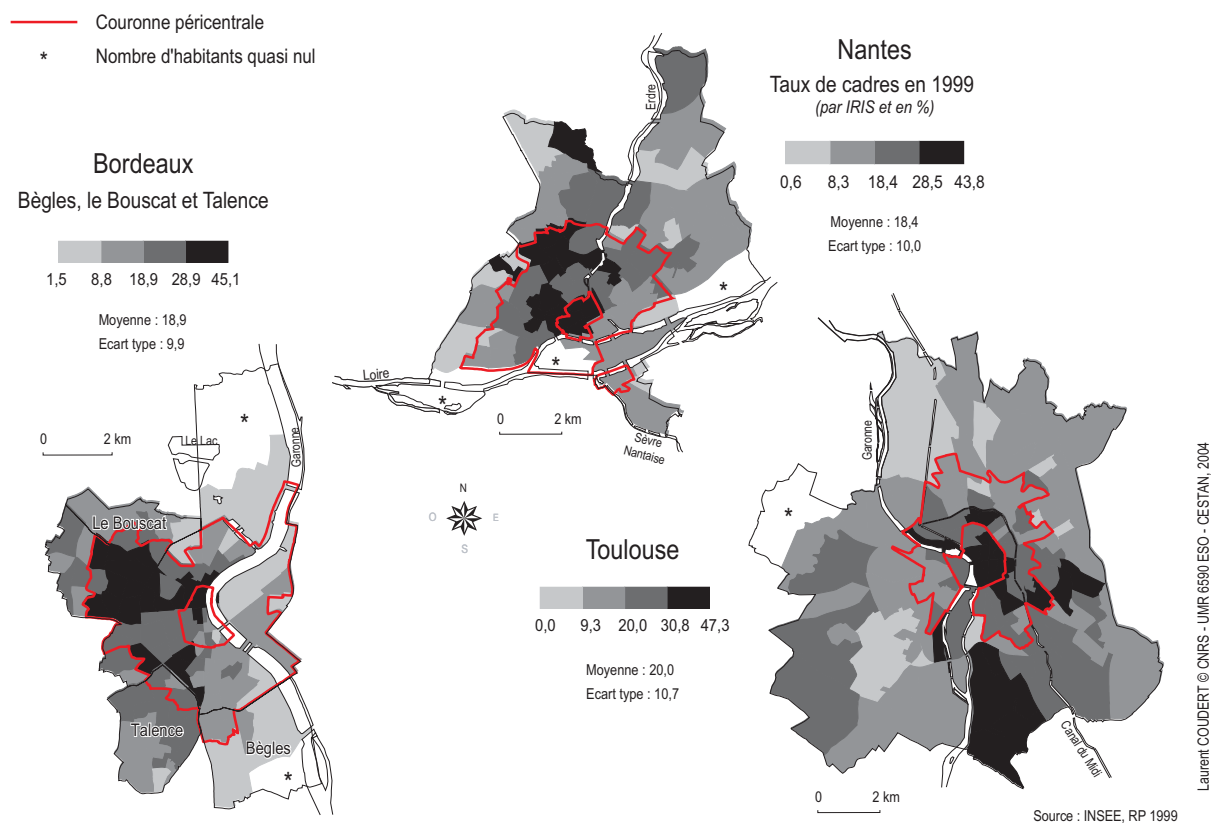 Couronne péricentrale
* Nombre d'habitants quasi nul
Nantes
Taux de cadres en 1999
(par IRIS et en %)
0,6 8,3 18,4 28,5 43,8
Moyenne : 18,4
Ecart type : 10,0
Erdre
Loire
Sèvre
Nantaise
*
*
*
0 2 km
Bordeaux
Bègles, le Bouscat et Talence
1,5 8,8 18,9 28,9 45,1
Moyenne : 18,9
Ecart type : 9,9
*
0 2 km
Le Lac
Garonne
Le Bouscat
Talence
Bègles
*
N
O E
S
Toulouse
0,0 9,3 20,0 30,8 47,3
Moyenne : 20,0
Ecart type : 10,7
Garonne
*
Canal du Midi
0 2 km
Source : INSEE, RP 1999
Laurent COUDERT © CNRS - UMR 6590 ESO - CESTAN, 2004